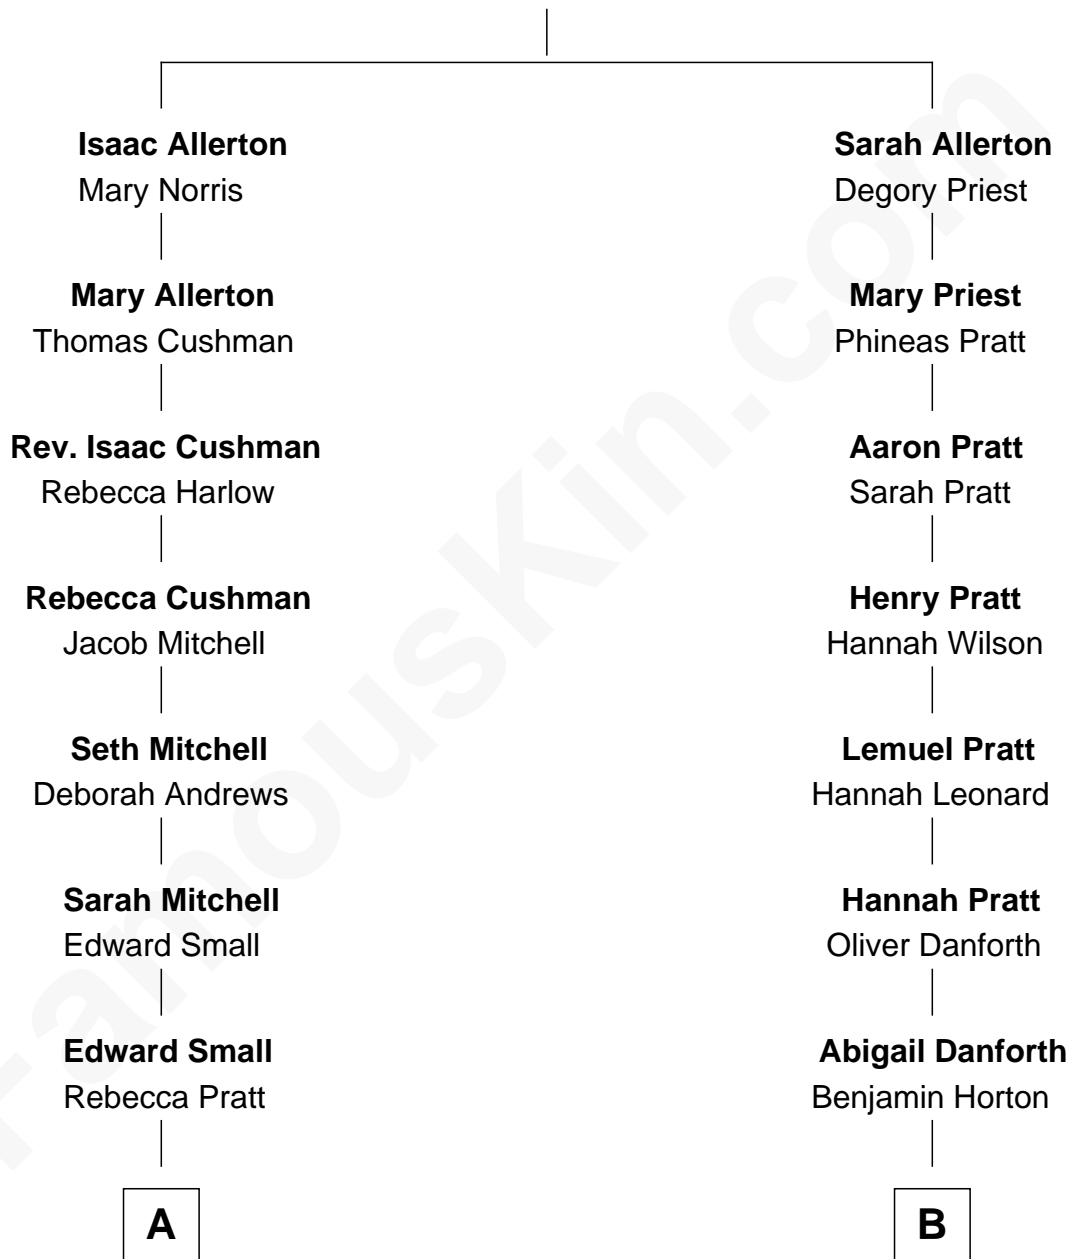 Isaac Allerton
Mary Norris
Sarah Allerton
Degory Priest
Mary Allerton
Thomas Cushman
Mary Priest
Phineas Pratt
Rev. Isaac Cushman
Rebecca Harlow
Aaron Pratt
Sarah Pratt
Rebecca Cushman
Jacob Mitchell
Henry Pratt
Hannah Wilson
Seth Mitchell
Deborah Andrews
Lemuel Pratt
Hannah Leonard
Sarah Mitchell
Edward Small
Hannah Pratt
Oliver Danforth
Edward Small
Rebecca Pratt
Abigail Danforth
Benjamin Horton
A
B
FamousKin.com